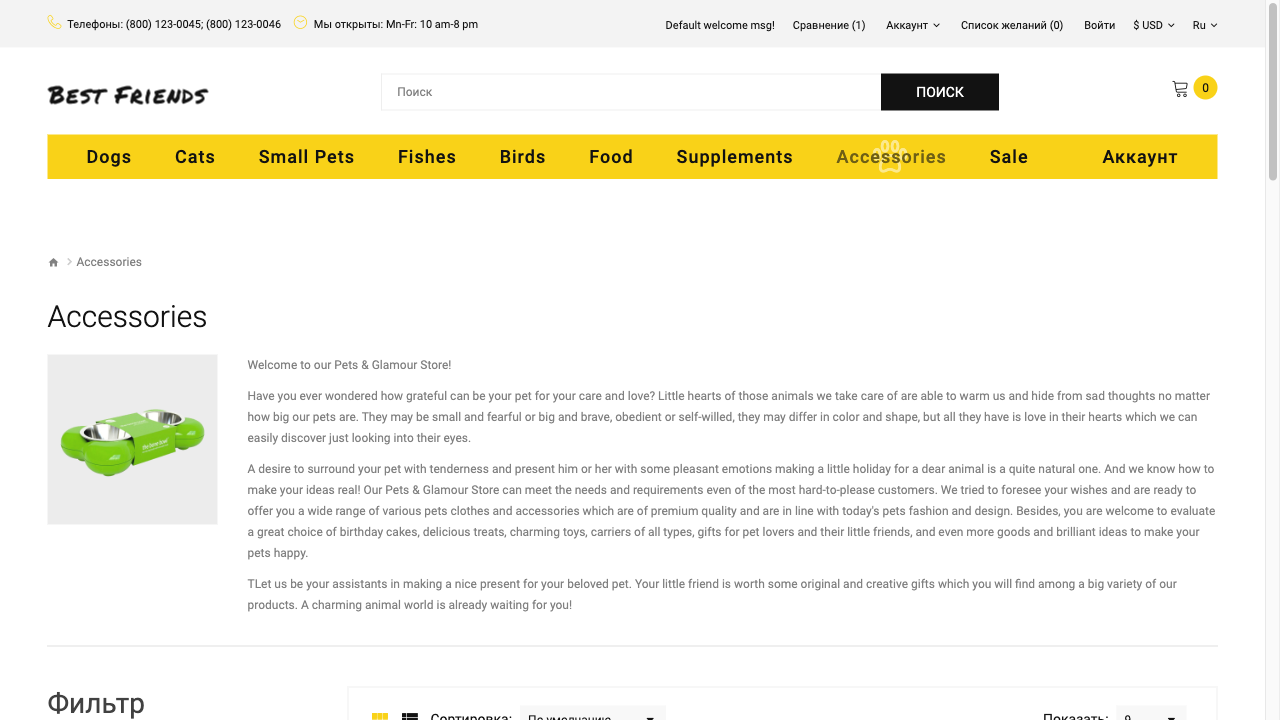 Телефоны: (800) 123-0045; (800) 123-0046 Мы открыты: Mn-Fr: 10 am-8 pm Default welcome msg! Сравнение (1) Аккаунт Список желаний (0) Войти $ USD Ru
BEST FRIENDS Поиск ПОИСК 0
Dogs Cats Small Pets Fishes Birds Food Supplements Accessories Sale Аккаунт
Accessories
Accessories
Welcome to our Pets & Glamour Store!
Have you ever wondered how grateful can be your pet for your care and love? Little hearts of those animals we take care of are able to warm us and hide from sad thoughts no matter
how big our pets are. They may be small and fearful or big and brave, obedient or self-willed, they may differ in color and shape, but all they have is love in their hearts which we can
easily discover just looking into their eyes.
A desire to surround your pet with tenderness and present him or her with some pleasant emotions making a little holiday for a dear animal is a quite natural one. And we know how to
make your ideas real! Our Pets & Glamour Store can meet the needs and requirements even of the most hard-to-please customers. We tried to foresee your wishes and are ready to
offer you a wide range of various pets clothes and accessories which are of premium quality and are in line with today's pets fashion and design. Besides, you are welcome to evaluate
a great choice of birthday cakes, delicious treats, charming toys, carriers of all types, gifts for pet lovers and their little friends, and even more goods and brilliant ideas to make your
pets happy.
TLet us be your assistants in making a nice present for your beloved pet. Your little friend is worth some original and creative gifts which you will find among a big variety of our
products. A charming animal world is already waiting for you!
Фильтр
Сортировка: По умолчанию Показать: 9